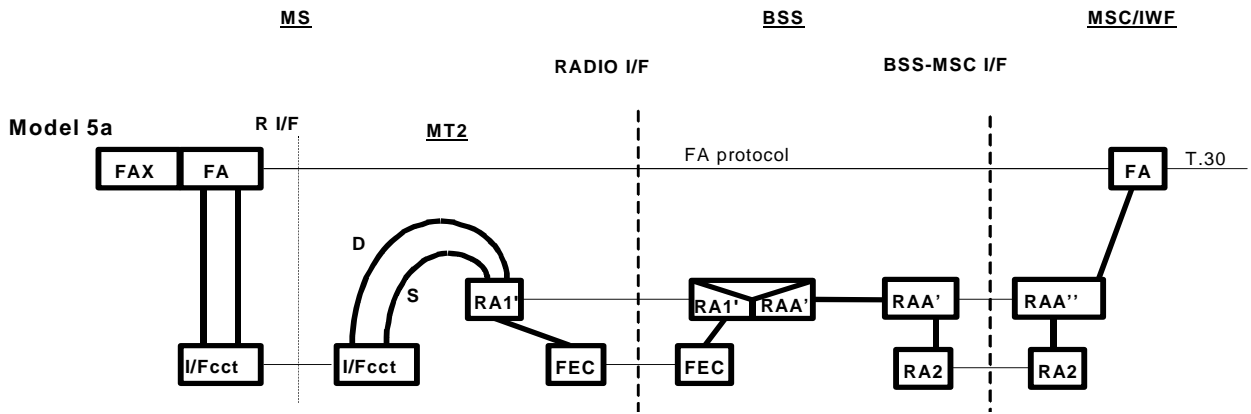 MS BSS MSC/IWF
RADIO I/F BSS-MSC I/F
Model 5a R I/F MT2
FAX FA FA protocol FA T.30
D
S
RA1' RA1' RAA' RAA' RAA''
I/Fcct I/Fcct FEC FEC RA2 RA2